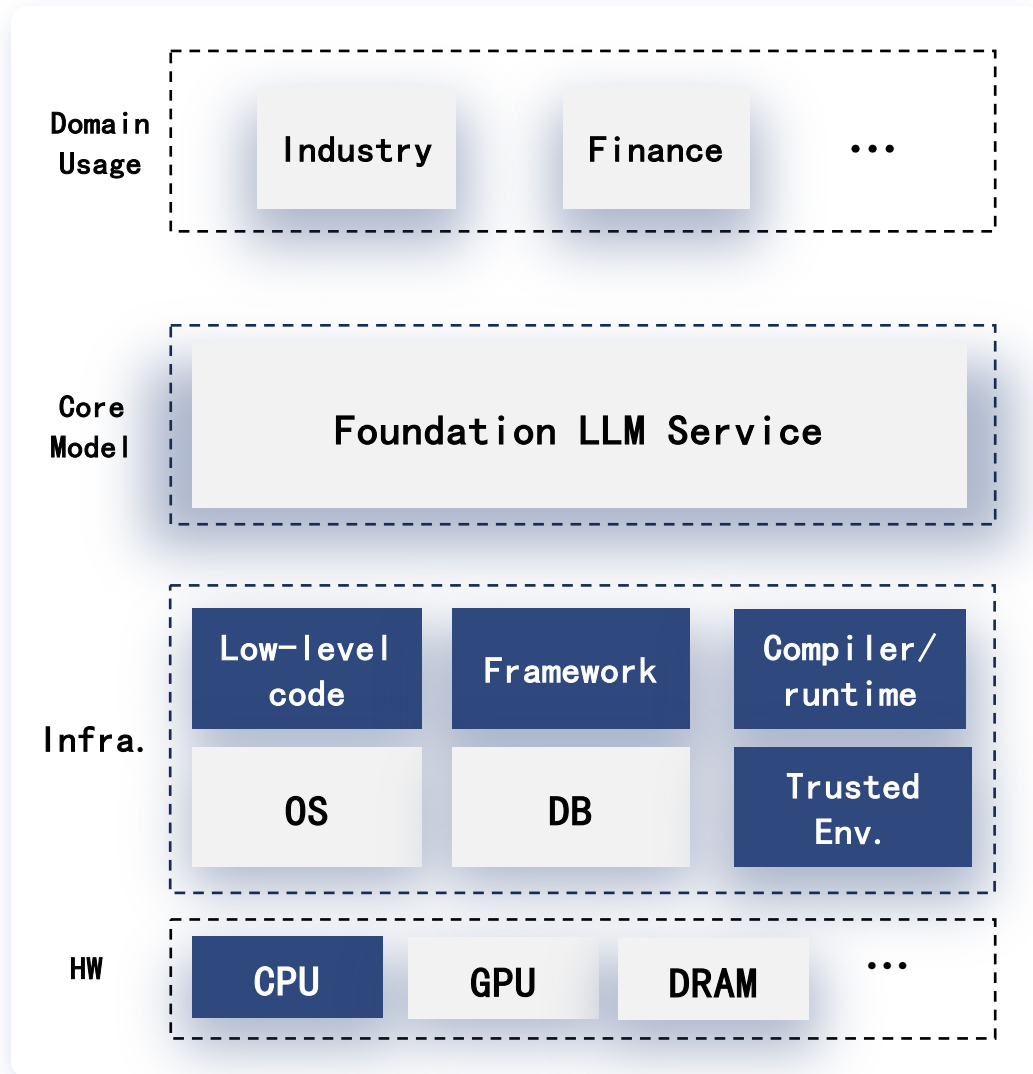 Domain
Usage
Industry
Finance
...
Core
Model
Foundation LLM Service
Infra.
Low-level
code
Framework
Compiler/
runtime
OS
DB
Trusted
Env.
HW
CPU
GPU
DRAM
...